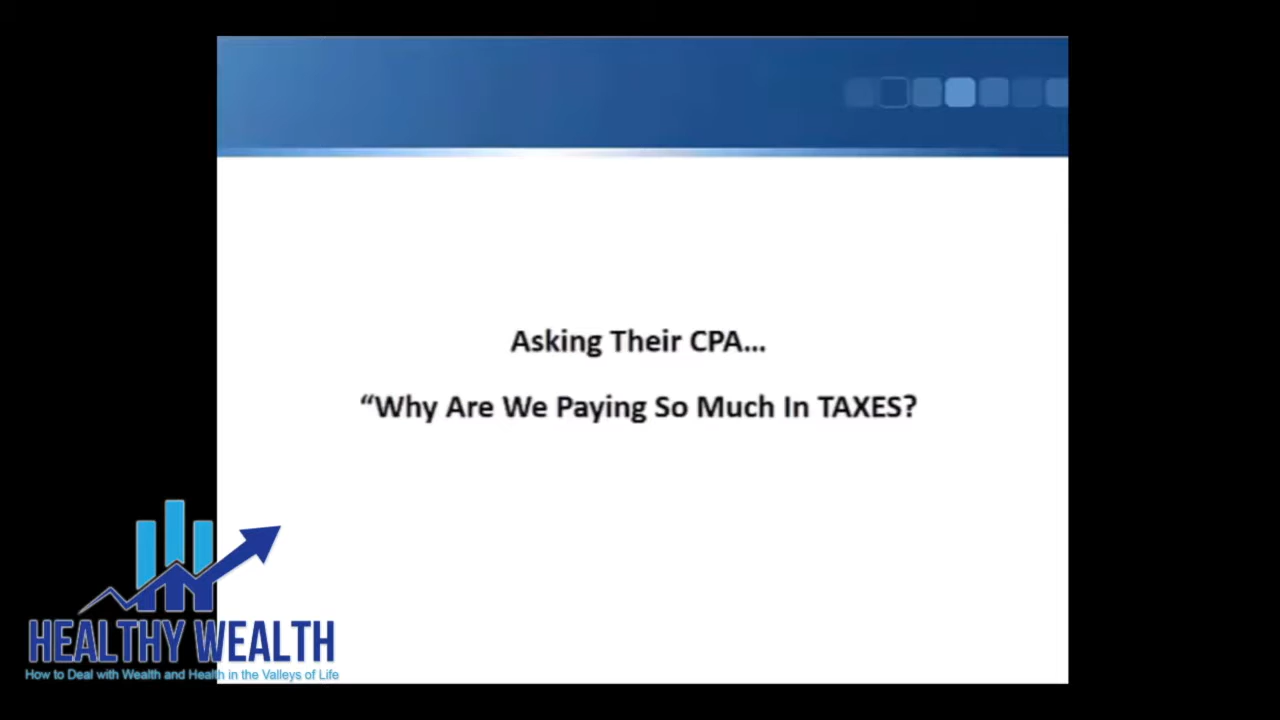 Asking Their CPA...
“Why Are We Paying So Much In TAXES?
HEALTHY WEALTH
How to Deal with Wealth and Health in the Valleys of Life